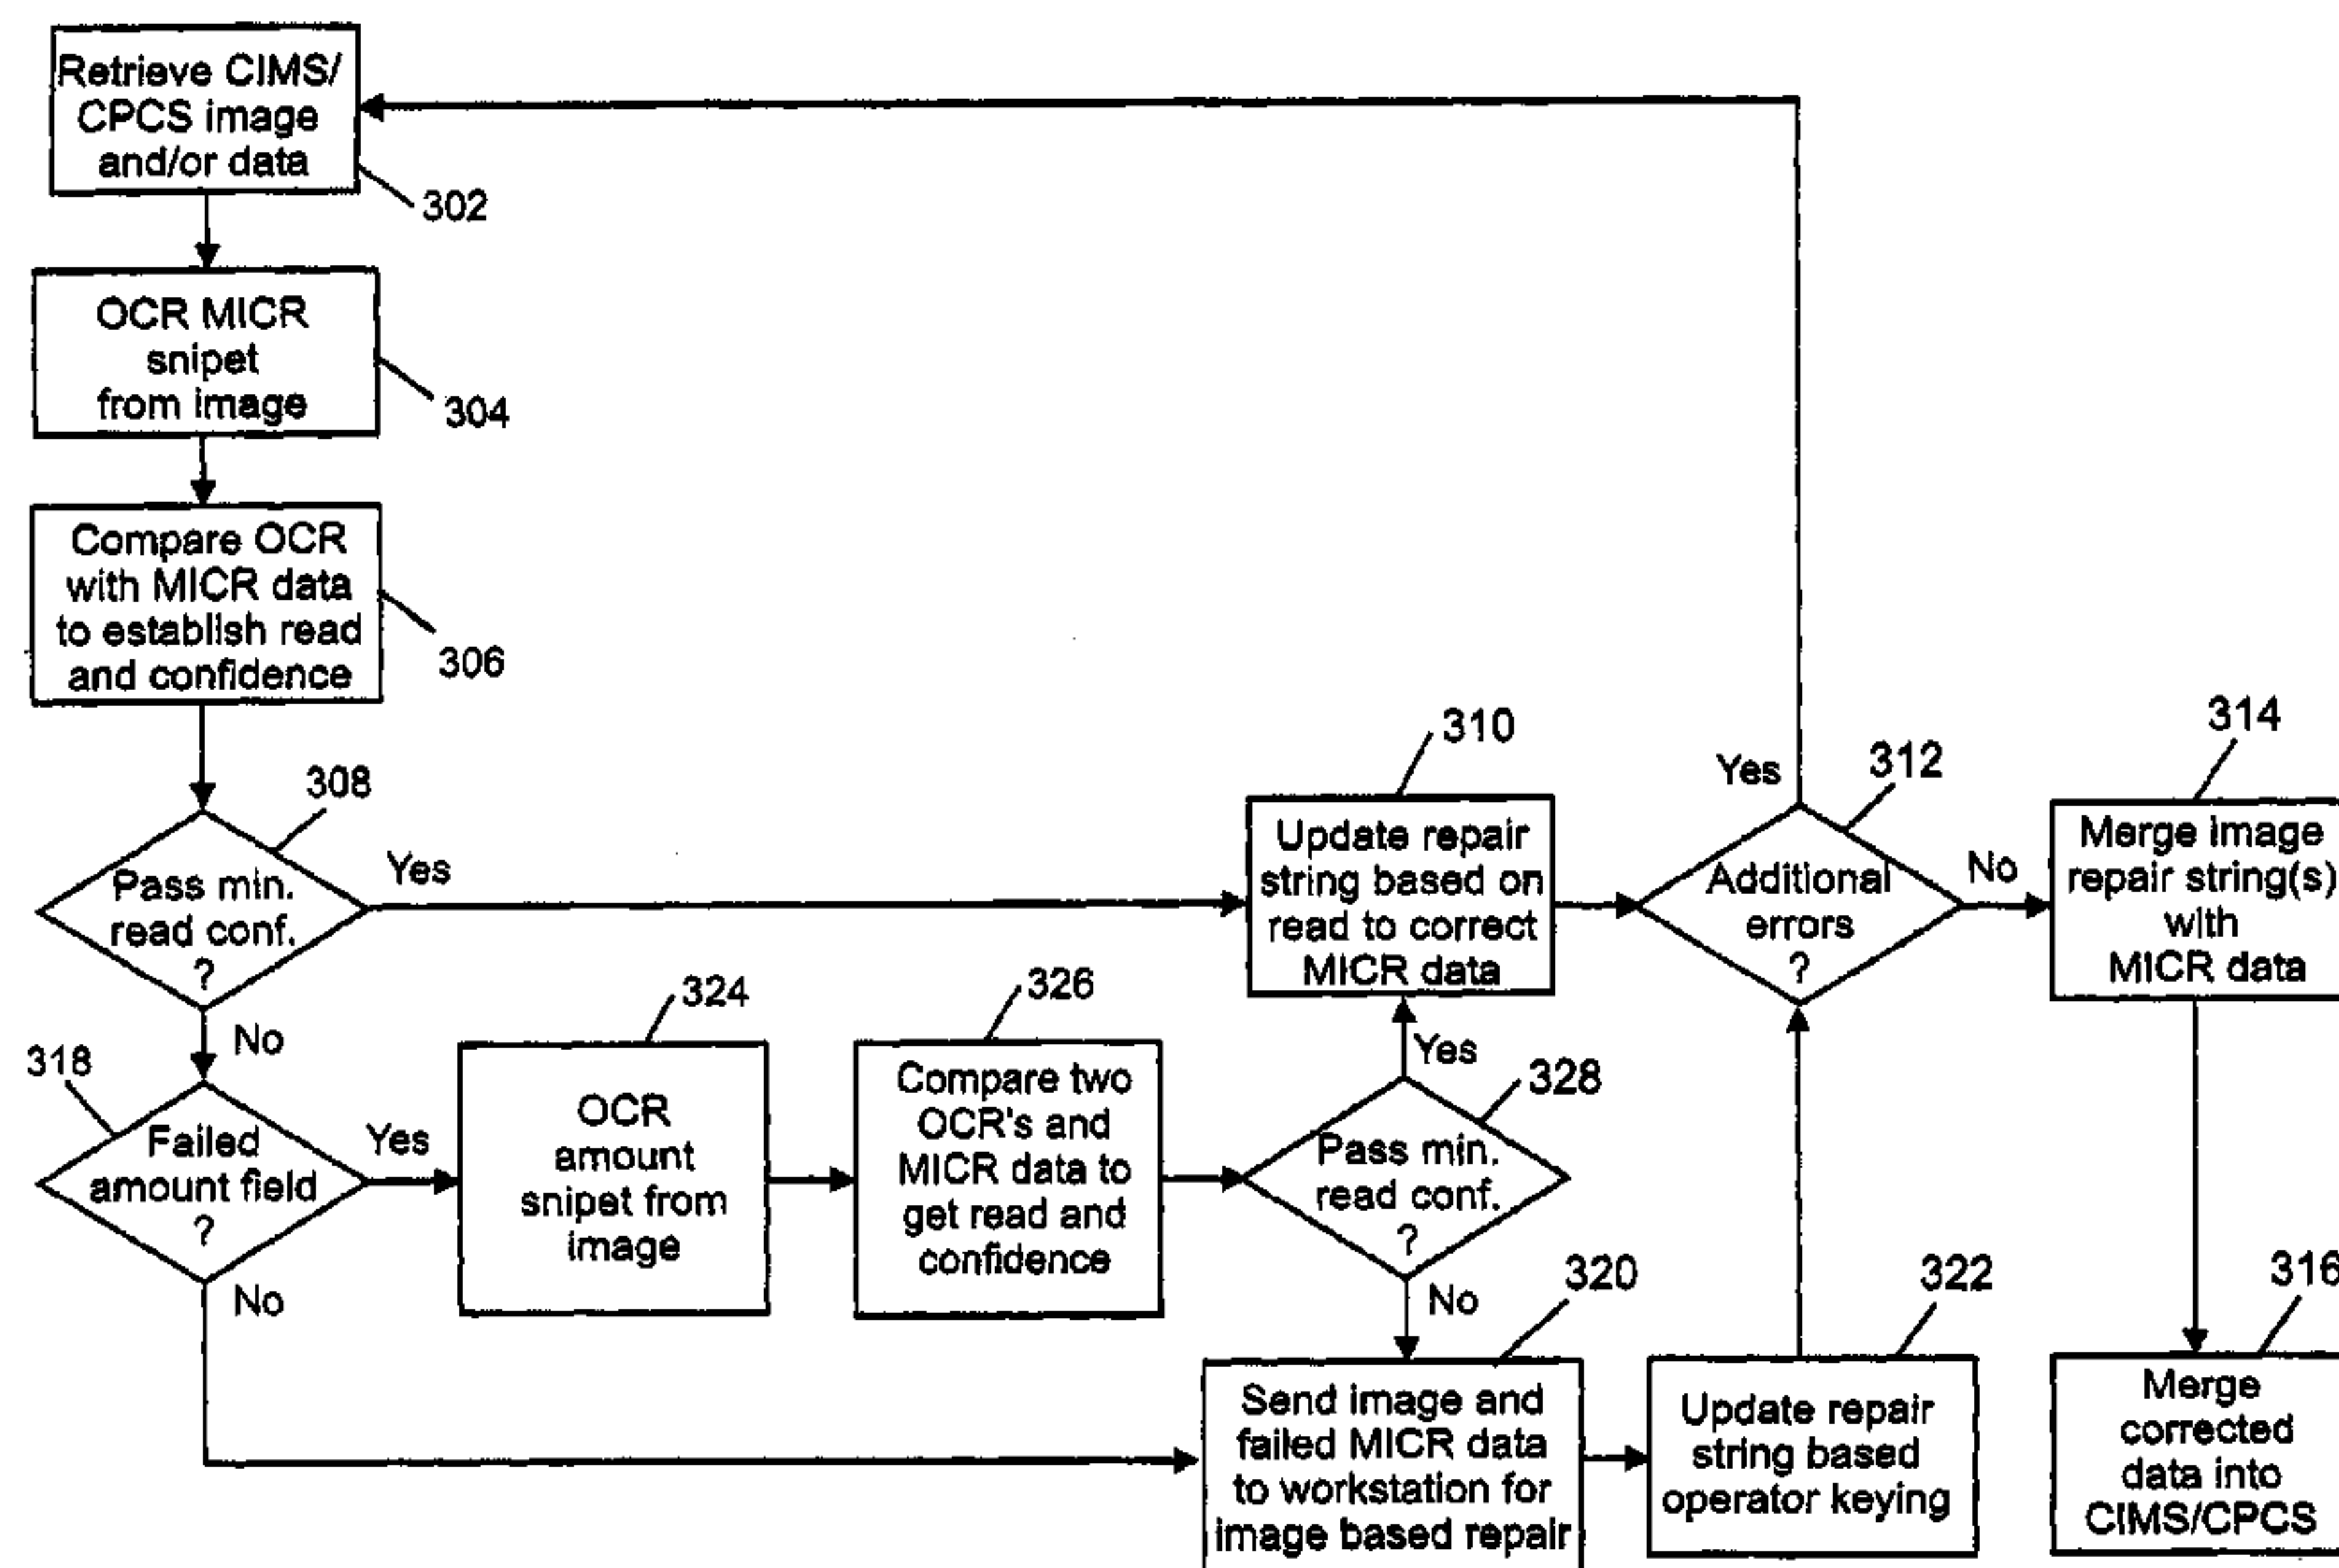 Retrieve CIMS/
CPCS image
and/or data
302
OCR MICR
snipet
from image
304
Compare OCR
with MICR data
to establish read
and confidence
306
308
Pass min.
read conf.
?
Yes
No
310
Update repair
string based on
read to correct
MICR data
312
Yes
Additional
errors
?
No
314
Merge image
repair string(s)
with
MICR data
316
Merge
corrected
data into
CIMS/CPCS
318
Failed
amount field
?
Yes
No
324
OCR
amount
snipet from
image
326
Compare two
OCR's and
MICR data to
get read and
confidence
328
Yes
Pass min.
read conf.
?
No
320
Send image and
failed MICR data
to workstation for
image based repair
322
Update repair
string based
operator keying